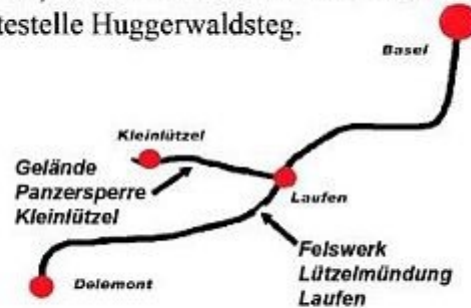 testelle Huggerwaldsteg.
Basel
Kleinlützel
Gelände
Panzersperre
Kleinlützel
Laufen
Felswerk
Lützelmündung
Laufen
Delemont